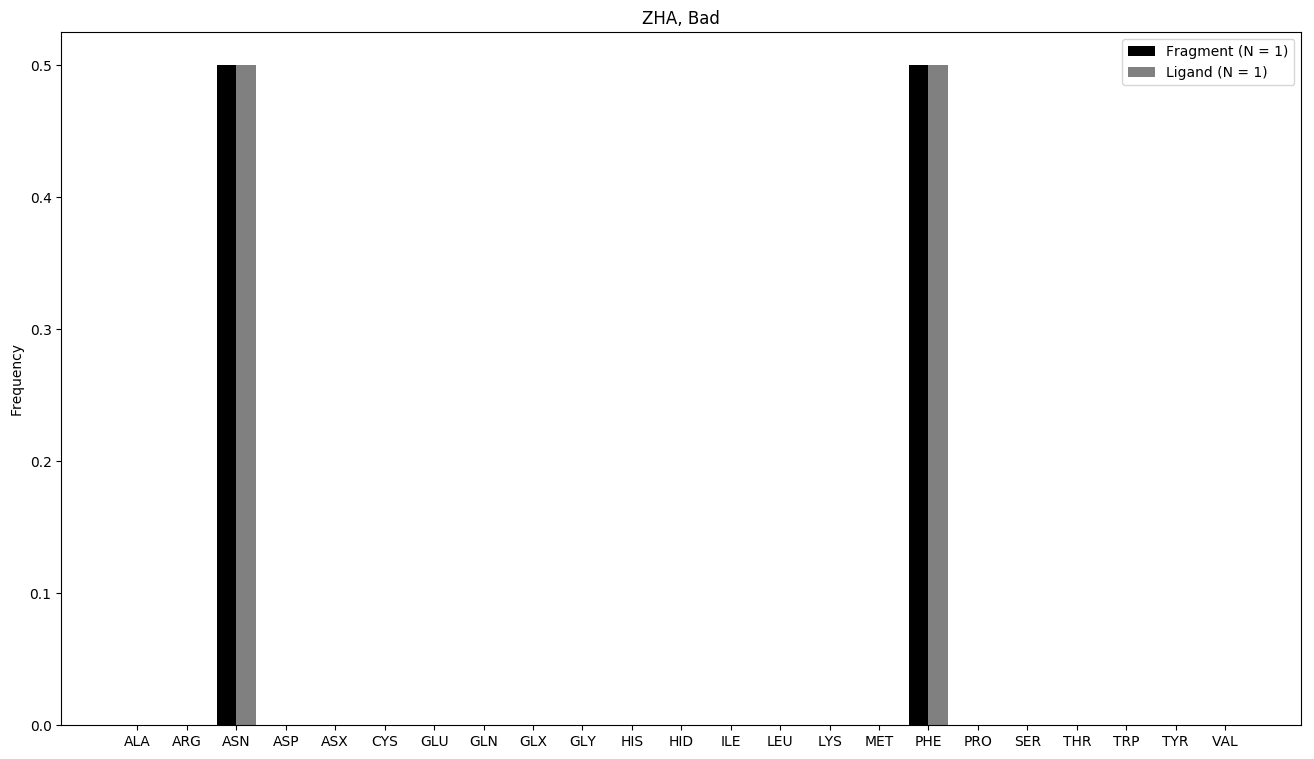 ZHA, Bad
Fragment (N = 1)
Ligand (N = 1)
Frequency
0.5
0.4
0.3
0.2
0.1
0.0
ALA ARG ASN ASP ASX CYS GLU GLN GLX GLY HIS HID ILE LEU LYS MET PHE PRO SER THR TRP TYR VAL